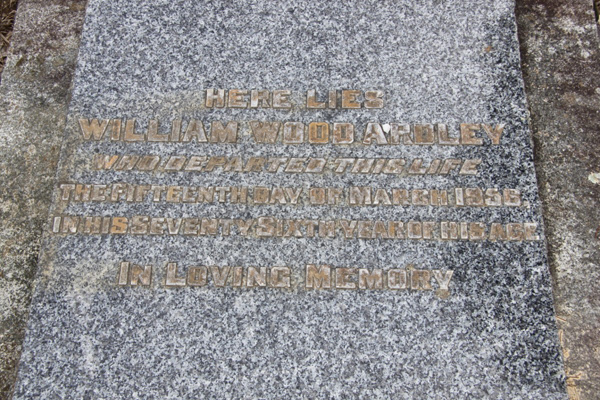 HERE LIES
WILLIAM WOOD ARDLEY
WHO DEPARTED THIS LIFE
THE FIFTEENTH DAY OF MARCH, 1956.
IN HIS SEVENTY SIXTH YEAR OF HIS AGE.
IN LOVING MEMORY